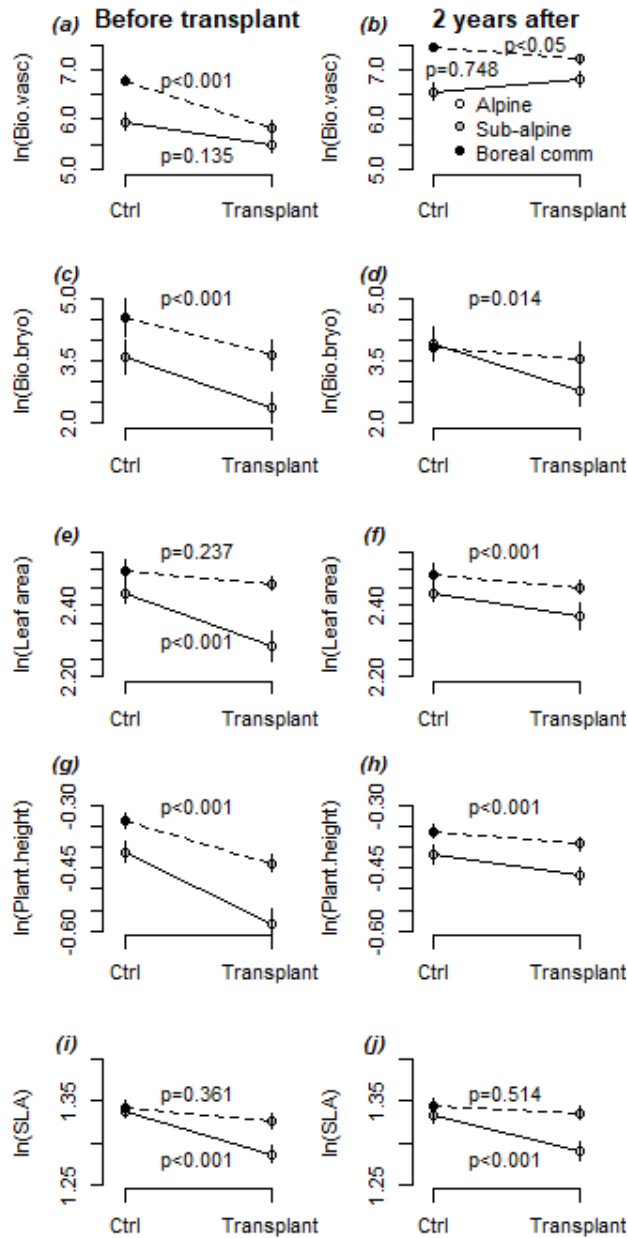 (a) Before transplant
(b) 2 years after
ln(Bio.vasc)
7.0
6.0
5.0
p<0.001
p=0.135
Ctrl Transplant
ln(Bio.vasc)
7.0
6.0
5.0
p<0.05
p=0.748
Alpine
Sub-alpine
Boreal comm
Ctrl Transplant
(c)
ln(Bio.bryo)
5.0
3.5
2.0
p<0.001
Ctrl Transplant
(d)
ln(Bio.bryo)
5.0
3.5
2.0
p=0.014
Ctrl Transplant
(e)
ln(Leaf area)
2.40
2.20
p=0.237
p<0.001
Ctrl Transplant
(f)
ln(Leaf area)
2.40
2.20
p<0.001
Ctrl Transplant
(g)
ln(Plant.height)
-0.30
-0.45
-0.60
p<0.001
Ctrl Transplant
(h)
ln(Plant.height)
-0.30
-0.45
-0.60
p<0.001
Ctrl Transplant
(i)
ln(SLA)
1.35
1.25
p=0.361
p<0.001
Ctrl Transplant
(j)
ln(SLA)
1.35
1.25
p=0.514
p<0.001
Ctrl Transplant